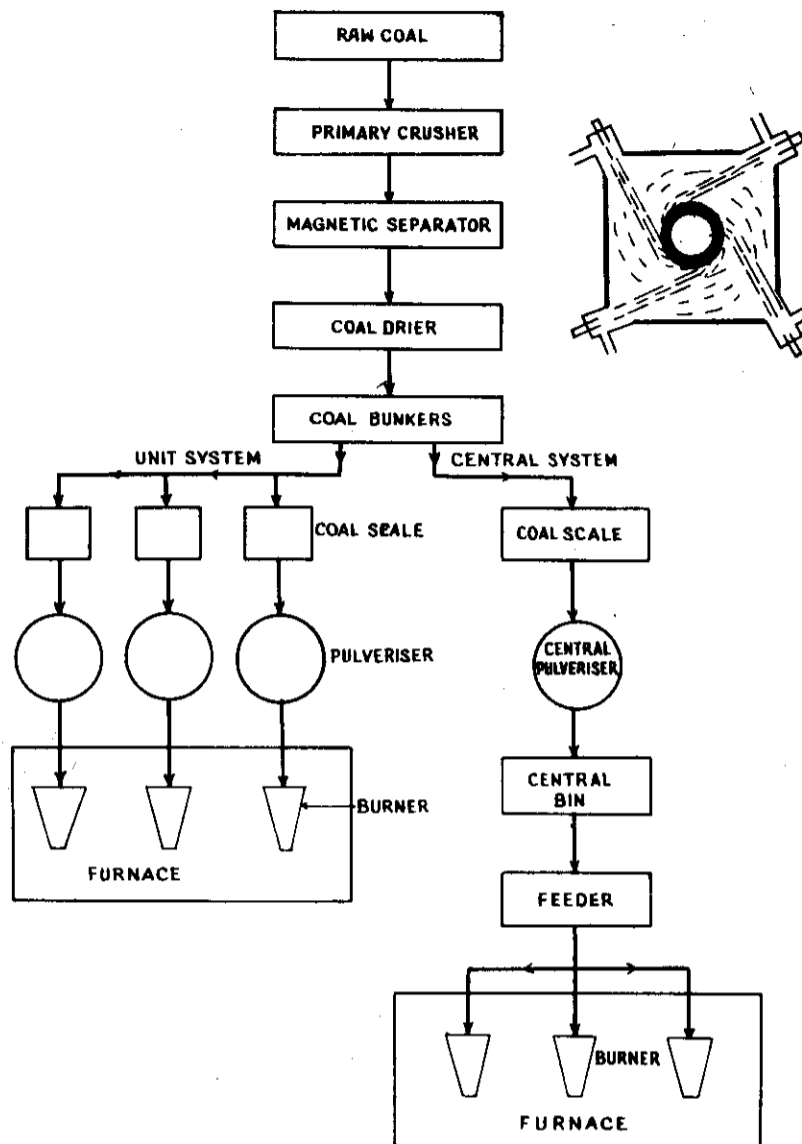 RAW COAL
PRIMARY CRUSHER
MAGNETIC SEPARATOR
COAL DRIER
COAL BUNKERS
UNIT SYSTEM
CENTRAL SYSTEM
COAL SCALE
COAL SCALE
PULVERISER
CENTRAL
PULVERISER
CENTRAL
BIN
BURNER
FURNACE
FEEDER
BURNER
FURNACE